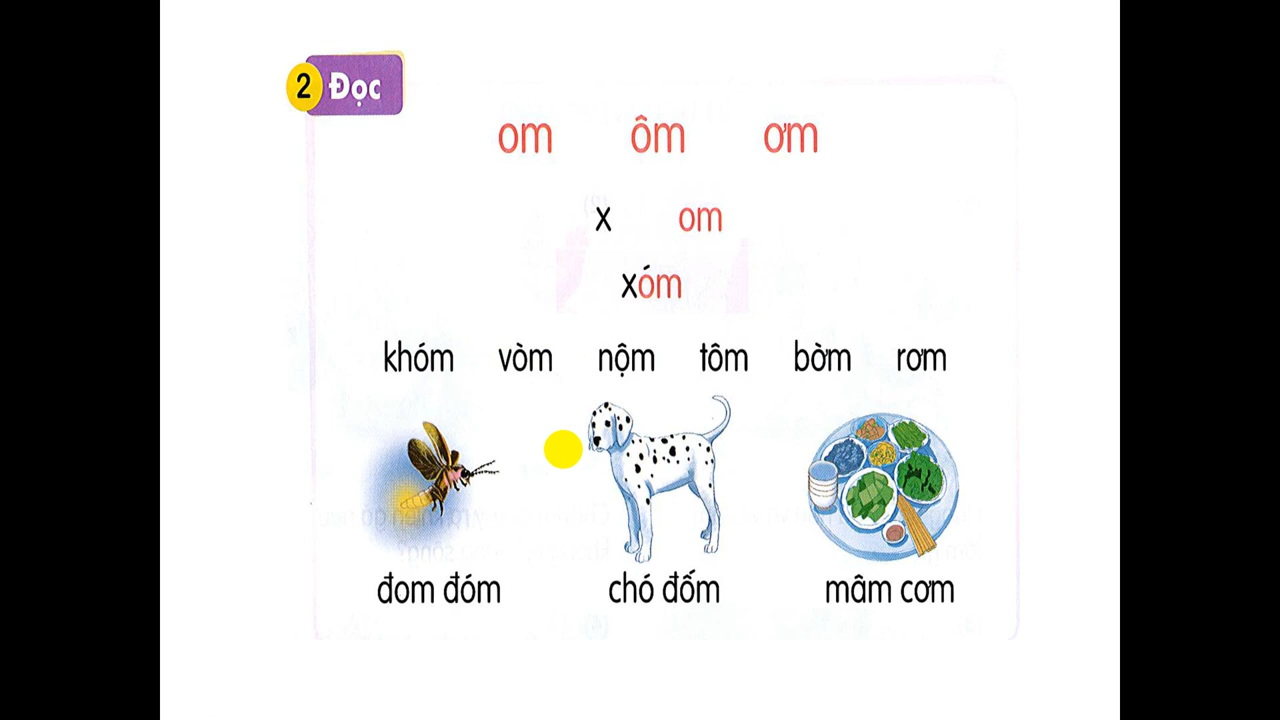 2 Đọc
om ôm ơm
x om
xóm
khóm vòm nộm tôm bờm rơm
đom đóm chó đốm mâm cơm